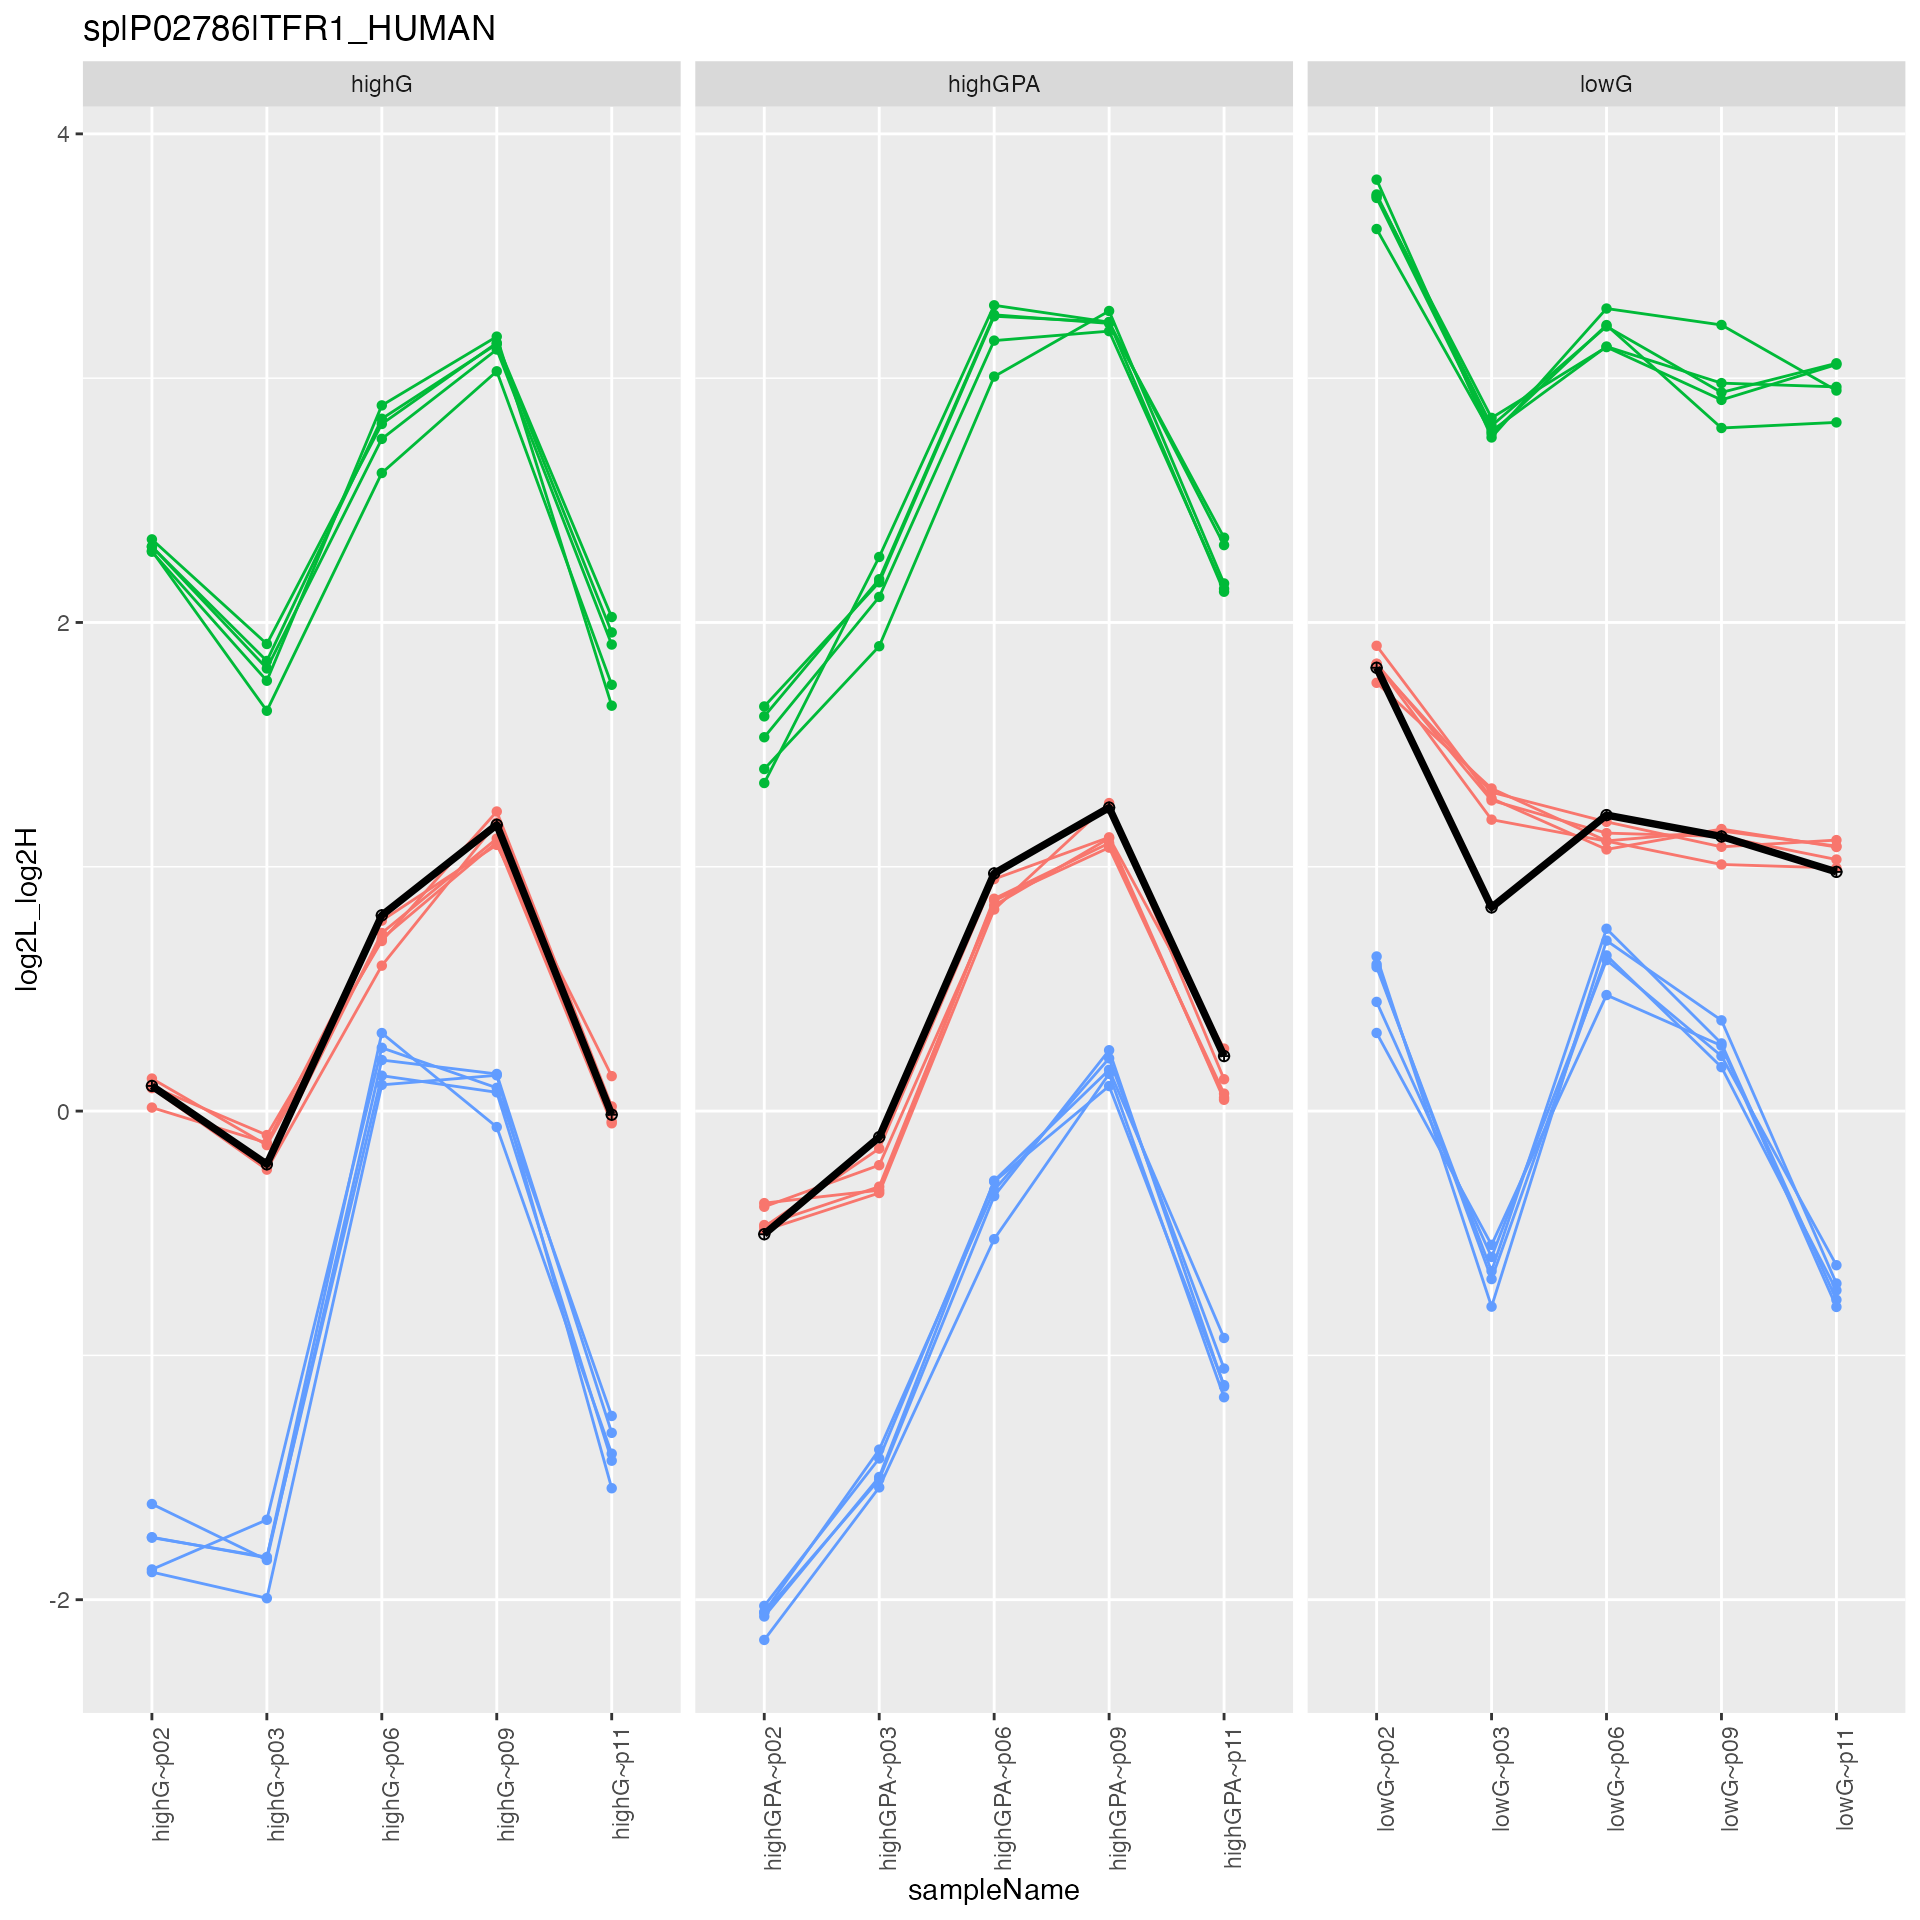 sp|P02786|TFR1_HUMAN
highG
highGPA
lowG
log2L_log2H
4
2
0
-2
highG~p02
highG~p03
highG~p06
highG~p09
highG~p11
highGPA~p02
highGPA~p03
highGPA~p06
highGPA~p09
highGPA~p11
lowG~p02
lowG~p03
lowG~p06
lowG~p09
lowG~p11
sampleName